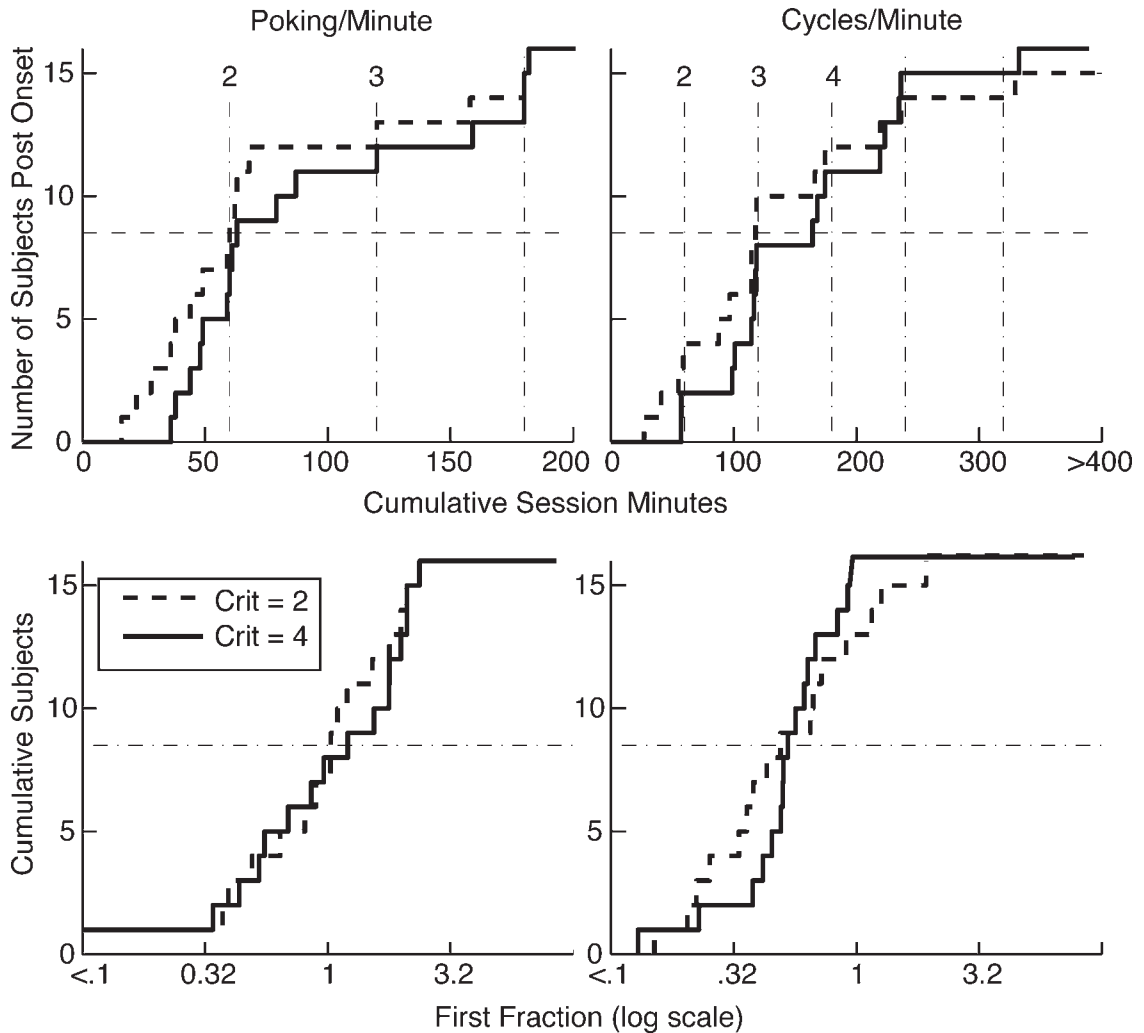 Poking/Minute
Cycles/Minute
Number of Subjects Post Onset
15
10
5
0
2
3
2
3
4
15
10
5
0 50 100 150 200
0 100 200 300 >400
Cumulative Session Minutes
Cumulative Subjects
15
10
5
0
Crit = 2
Crit = 4
15
10
5
0
<.1 0.32 1 3.2
<.1 .32 1 3.2
First Fraction (log scale)